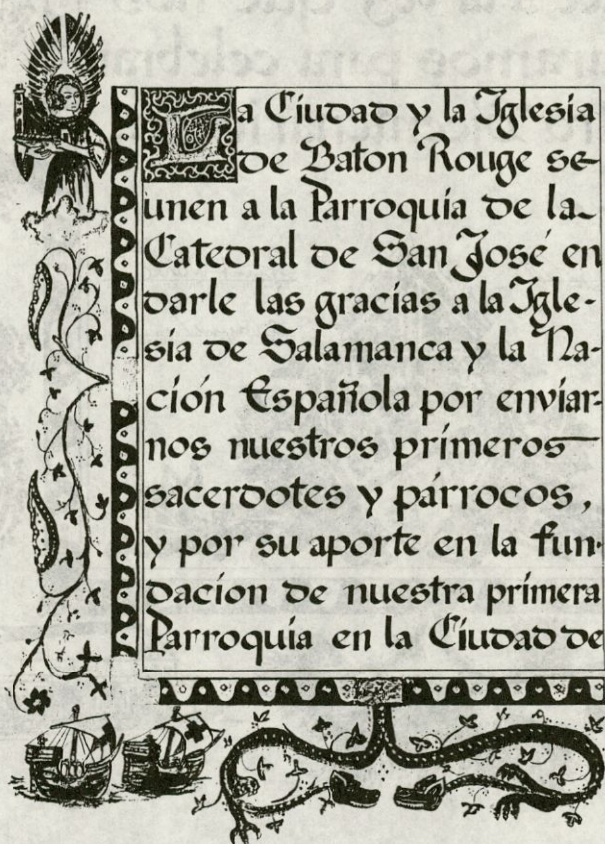 La Ciudad y la Iglesia
de Baton Rouge se
unen a la Parroquia de la
Catedral de San José en
darle las gracias a la Igle-
sia de Salamanca y la Na-
ción Española por enviar-
nos nuestros primeros
sacerdotes y párrocos,
y por su aporte en la fun-
dacion de nuestra primera
Parroquia en la Ciudad de